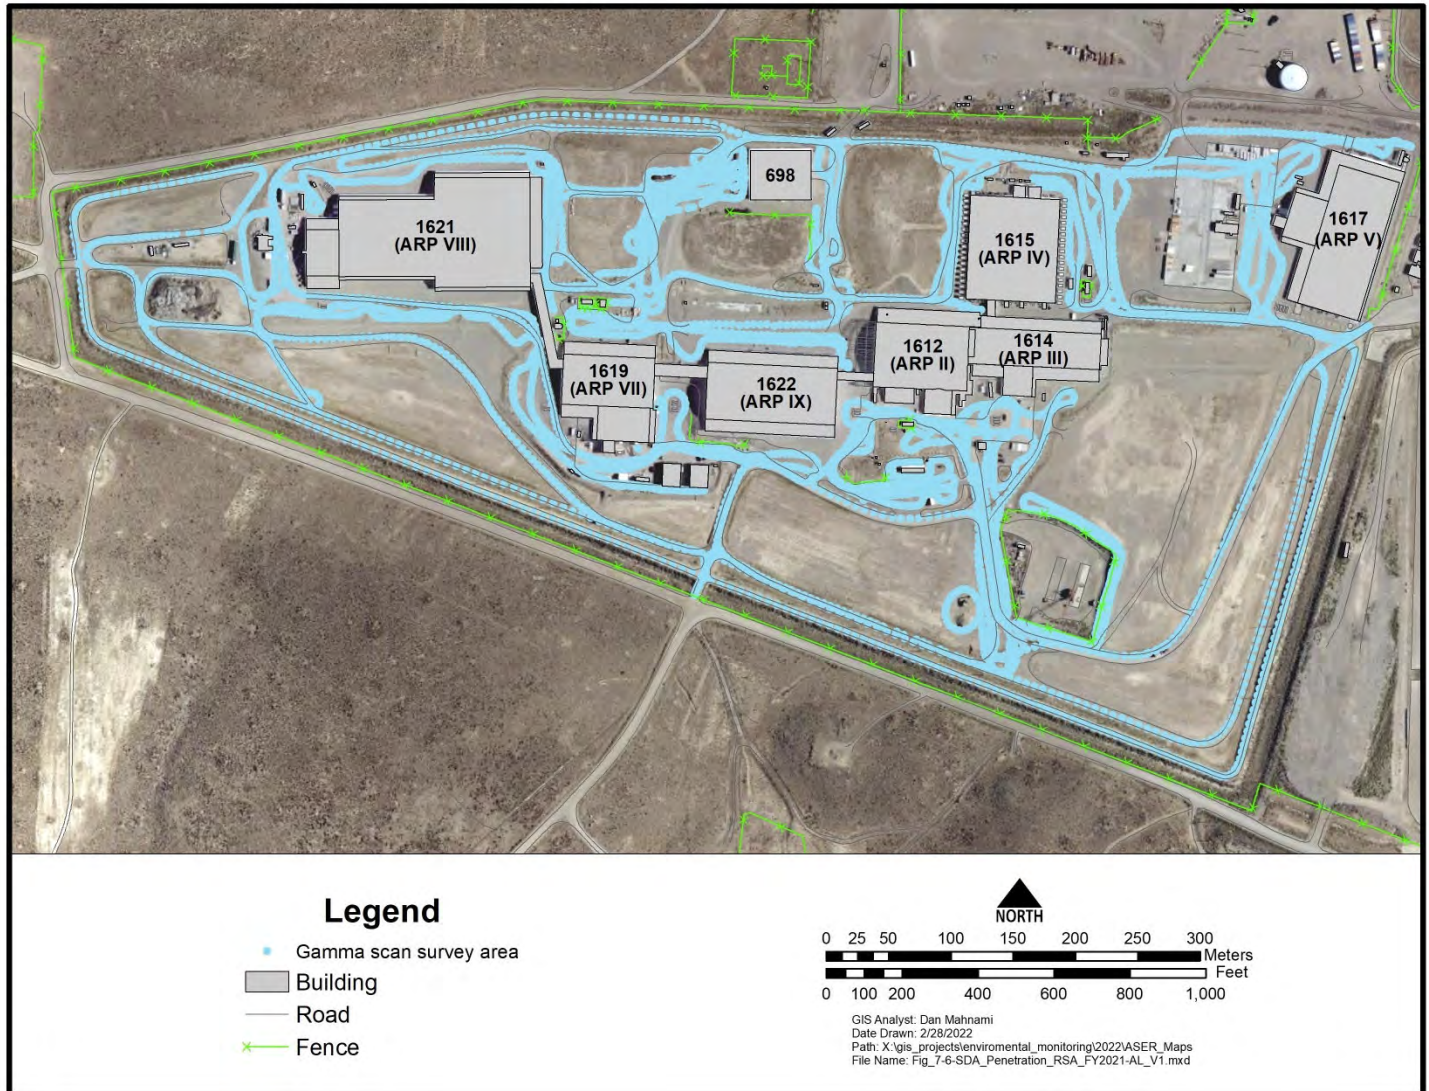 698
1621
(ARP VIII)
1617
(ARP V)
1615
(ARP IV)
1612
(ARP II)
1614
(ARP III)
1619
(ARP VII)
1622
(ARP IX)
Legend
Gamma scan survey area
Building
Road
Fence
NORTH
0 25 50 100 150 200 250 300
Meters
Feet
0 100 200 400 600 800 1,000
GIS Analyst: Dan Mahnami
Date Drawn: 2/28/2022
Path: X:\gis_projects\enviromental_monitoring\2022\ASER_Maps
File Name: Fig_7-6-SDA_Penetration_RSA_FY2021-AL_V1.mxd